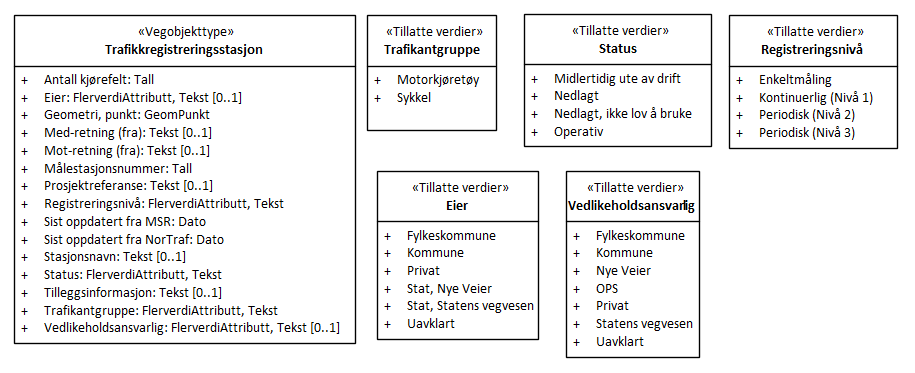 «Vegobjekttype»
Trafikkregistreringsstasjon
+ Antall kjørefelt: Tall
+ Eier: FlerverdiAttributt, Tekst [0..1]
+ Geometri, punkt: GeomPunkt
+ Med-retning (fra): Tekst [0..1]
+ Mot-retning (fra): Tekst [0..1]
+ Målestasjonsnummer: Tall
+ Prosjektreferanse: Tekst [0..1]
+ Registreringsnivå: FlerverdiAttributt, Tekst
+ Sist oppdatert fra MSR: Dato
+ Sist oppdatert fra NorTraf: Dato
+ Stasjonsnavn: Tekst [0..1]
+ Status: FlerverdiAttributt, Tekst
+ Tilleggsinformasjon: Tekst [0..1]
+ Trafikantgruppe: FlerverdiAttributt, Tekst
+ Vedlikeholdsansvarlig: FlerverdiAttributt, Tekst [0..1]
«Tillatte verdier»
Trafikantgruppe
+ Motorkjøretøy
+ Sykkel
«Tillatte verdier»
Status
+ Midlertidig ute av drift
+ Nedlagt
+ Nedlagt, ikke lov å bruke
+ Operativ
«Tillatte verdier»
Registreringsnivå
+ Enkeltmåling
+ Kontinuerlig (Nivå 1)
+ Periodisk (Nivå 2)
+ Periodisk (Nivå 3)
«Tillatte verdier»
Eier
+ Fylkeskommune
+ Kommune
+ Privat
+ Stat, Nye Veier
+ Stat, Statens vegvesen
+ Uavklart
«Tillatte verdier»
Vedlikeholdsansvarlig
+ Fylkeskommune
+ Kommune
+ Nye Veier
+ OPS
+ Privat
+ Statens vegvesen
+ Uavklart